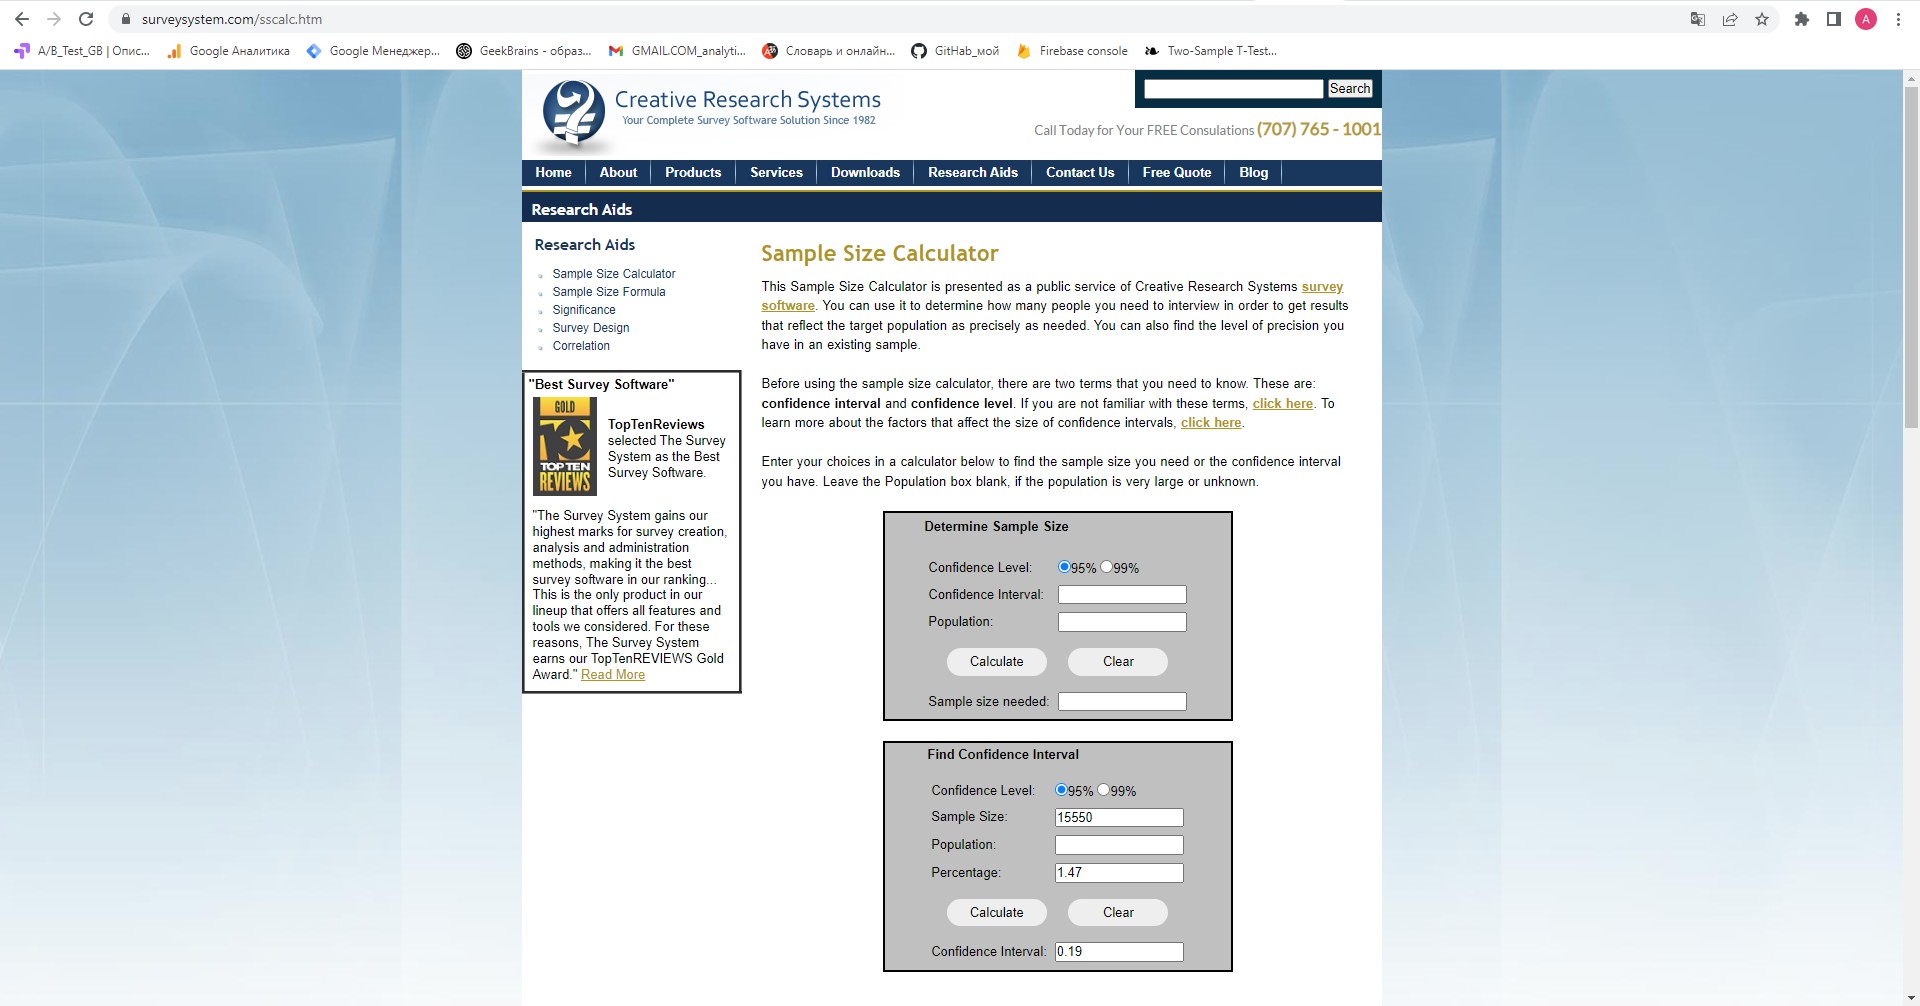 surveysystem.com/sscalc.htm
A
A/B_Test_GB | Опис...
Google Аналитика
Google Менеджер...
GeekBrains - образ...
GMAIL.COM_analyti...
Словарь и онлайн...
GitHab_мой
Firebase console
Two-Sample T-Test...
Creative Research Systems
Your Complete Survey Software Solution Since 1982
Search
Call Today for Your FREE Consulations (707) 765 - 1001
Home About Products Services Downloads Research Aids Contact Us Free Quote Blog
Research Aids
Research Aids
Sample Size Calculator
Sample Size Formula
Significance
Survey Design
Correlation
"Best Survey Software"
GOLD
TOP TEN
REVIEWS
TopTenReviews
selected The Survey
System as the Best
Survey Software.
"The Survey System gains our
highest marks for survey creation,
analysis and administration
methods, making it the best
survey software in our ranking...
This is the only product in our
lineup that offers all features and
tools we considered. For these
reasons, The Survey System
earns our TopTenREVIEWS Gold
Award." Read More
Sample Size Calculator
This Sample Size Calculator is presented as a public service of Creative Research Systems survey
software. You can use it to determine how many people you need to interview in order to get results
that reflect the target population as precisely as needed. You can also find the level of precision you
have in an existing sample.
Before using the sample size calculator, there are two terms that you need to know. These are:
confidence interval and confidence level. If you are not familiar with these terms, click here. To
learn more about the factors that affect the size of confidence intervals, click here.
Enter your choices in a calculator below to find the sample size you need or the confidence interval
you have. Leave the Population box blank, if the population is very large or unknown.
Determine Sample Size
Confidence Level: 95% 99%
Confidence Interval:
Population:
Calculate Clear
Sample size needed:
Find Confidence Interval
Confidence Level: 95% 99%
Sample Size: 15550
Population:
Percentage: 1.47
Calculate Clear
Confidence Interval: 0.19